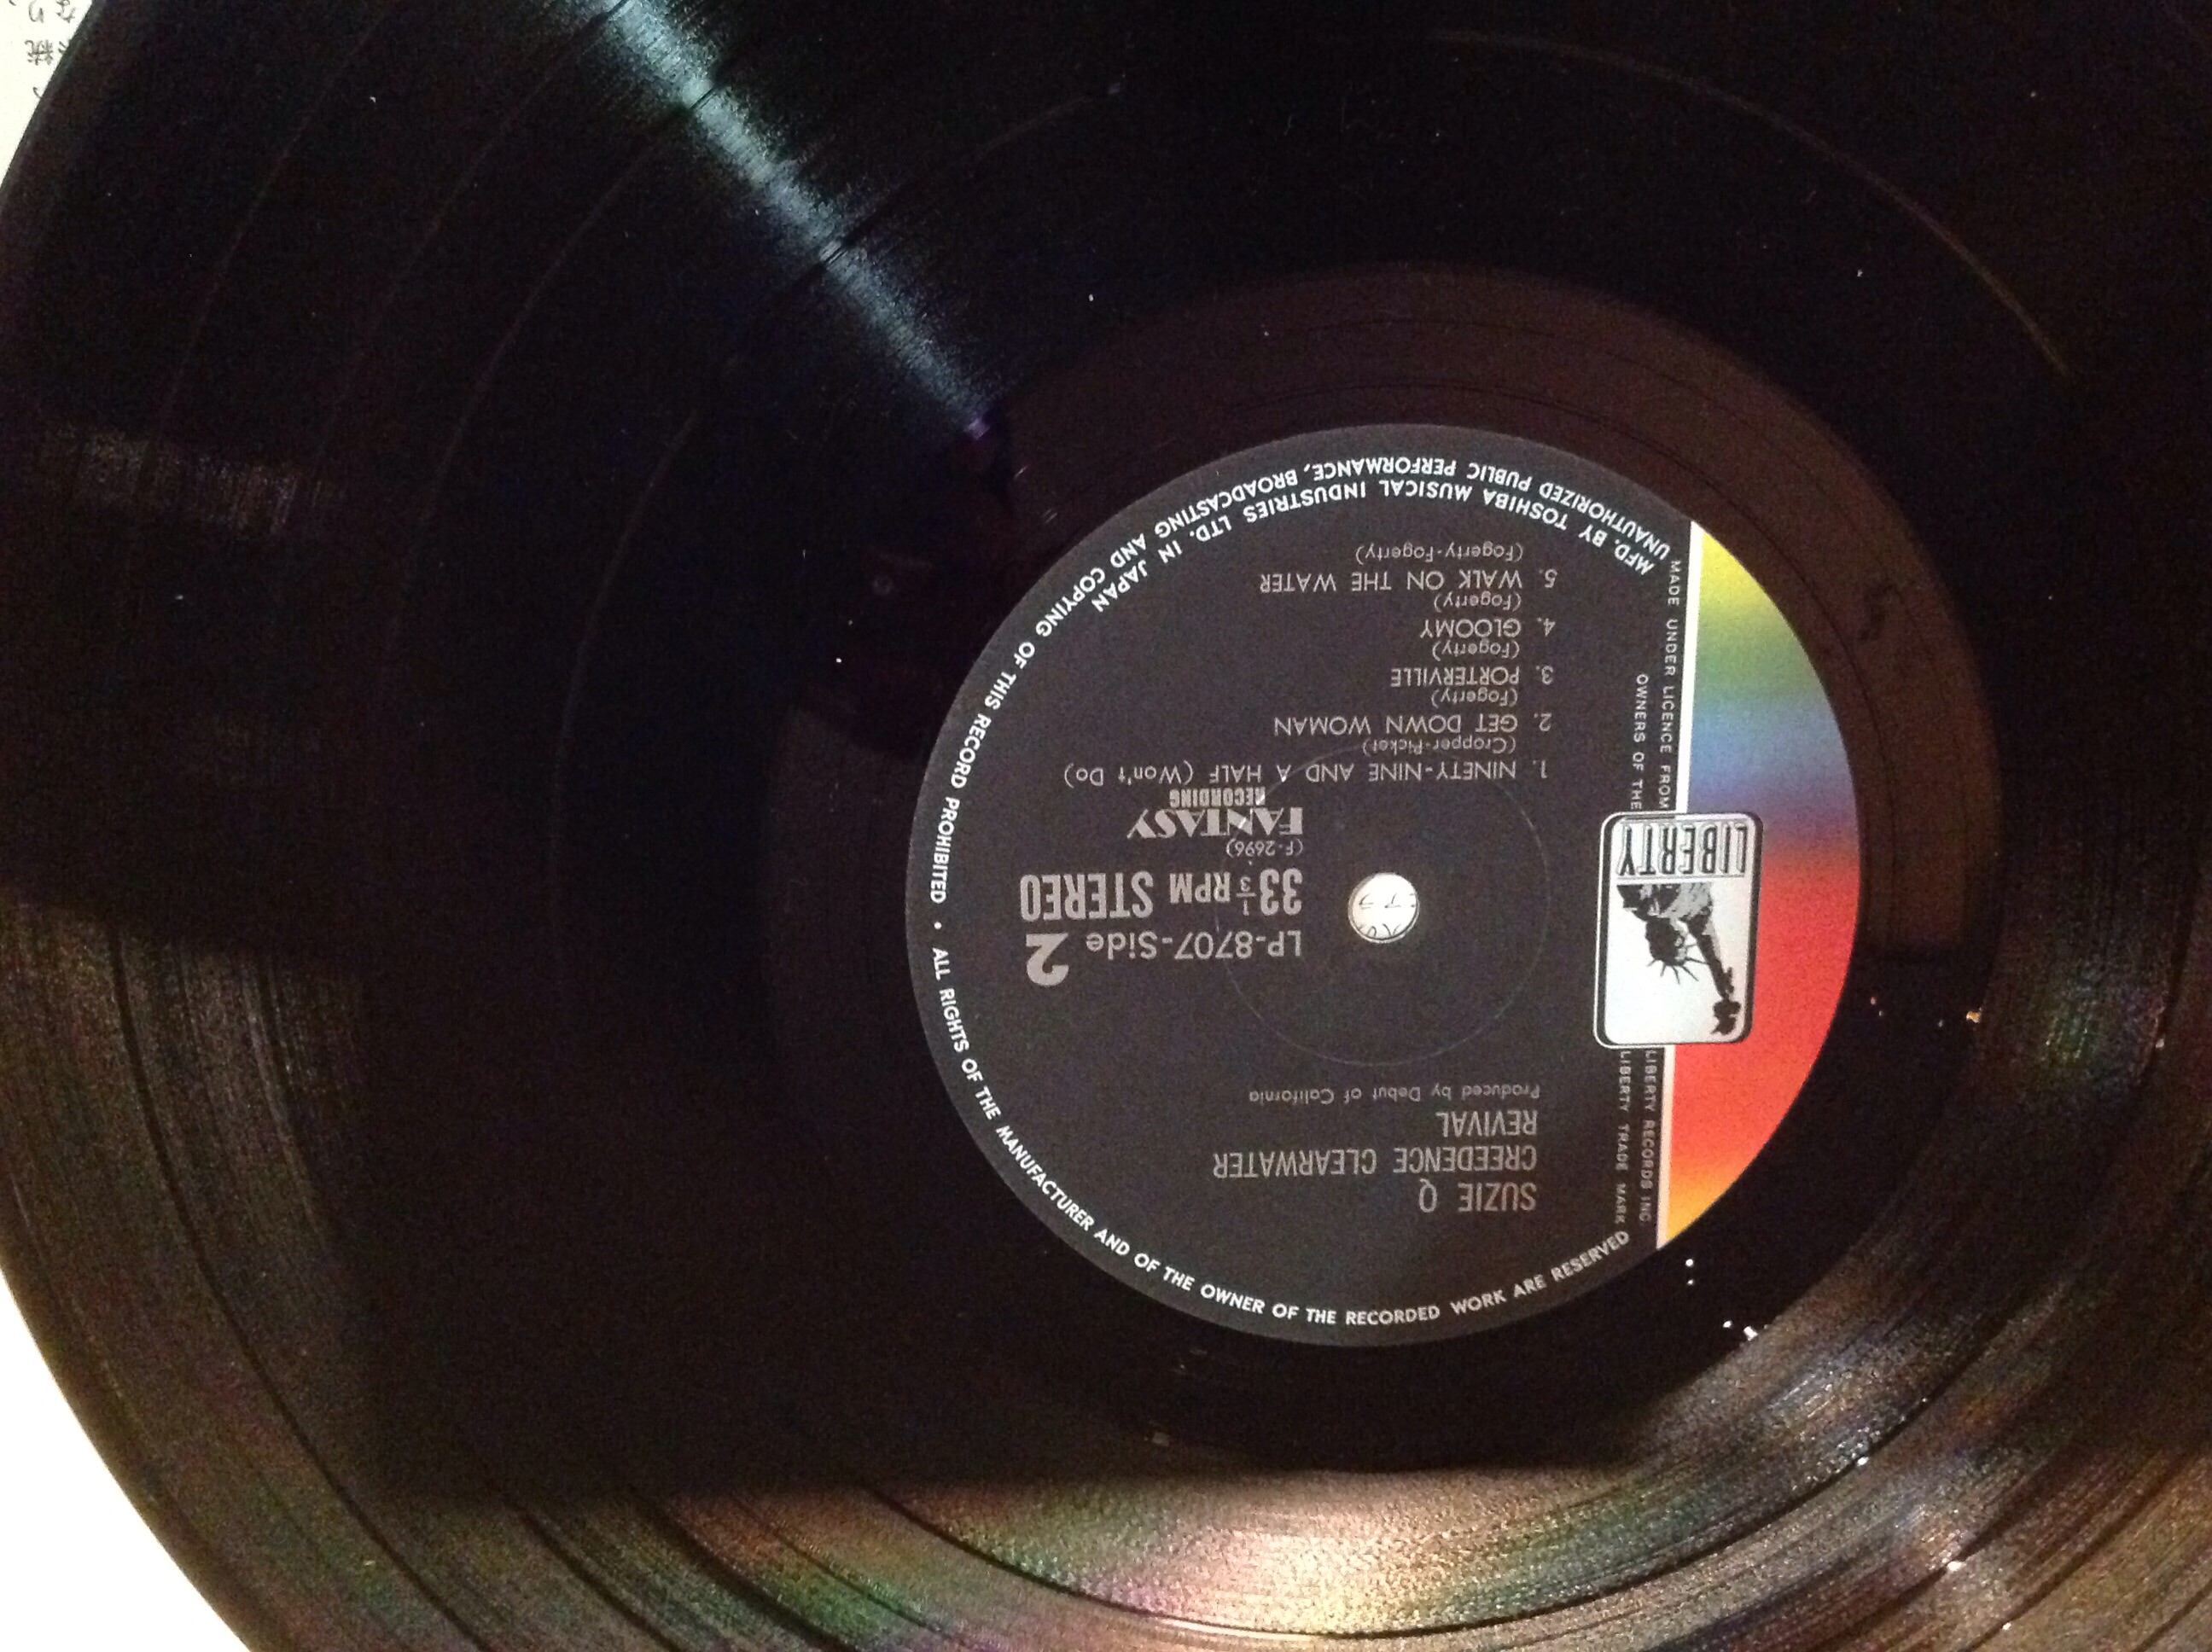 SUZIE Q
CREEDENCE CLEARWATER
REVIVAL
Produced by Debut of California
LIBERTY
MADE UNDER LICENCE FROM LIBERTY RECORDS INC.
OWNERS OF THE LIBERTY TRADE MARK
LP-8707-Side 2
33 1/3 RPM STEREO
(F-2696)
FANTASY
RECORDING
1. NINETY-NINE AND A HALF (Won't Do)
(Cropper-Picket)
2. GET DOWN WOMAN
(Fogerty)
3. PORTERVILLE
(Fogerty)
4. GLOOMY
(Fogerty)
5. WALK ON THE WATER
(Fogerty-Fogerty)
MFD. BY TOSHIBA MUSICAL INDUSTRIES LTD. IN JAPAN
UNAUTHORIZED PUBLIC PERFORMANCE, BROADCASTING AND COPYING OF THIS RECORD PROHIBITED • ALL RIGHTS OF THE MANUFACTURER AND OF THE OWNER OF THE RECORDED WORK ARE RESERVED